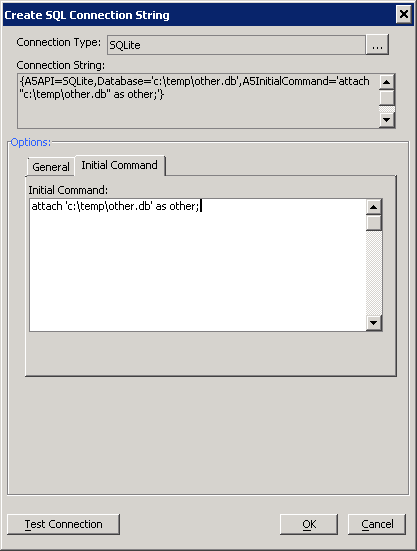 Create SQL Connection String
Connection Type: SQLite ...
Connection String:
{A5API=SQLite,Database='c:\temp\other.db',A5InitialCommand='attach
"c:\temp\other.db" as other;'}
Options:
General Initial Command
Initial Command:
attach 'c:\temp\other.db' as other;
Test Connection OK Cancel